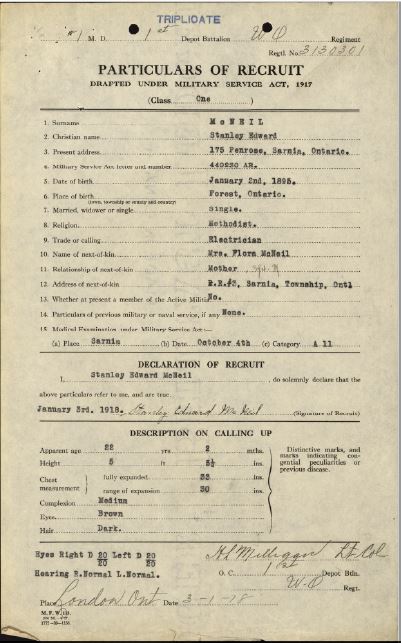 TRIPLICATE
#1 M. D. 1st Depot Battalion W.O. Regiment
Regtl. No. 3130301
PARTICULARS OF RECRUIT
DRAFTED UNDER MILITARY SERVICE ACT, 1917
(Class One )
1. Surname McNEIL
2. Christian name Stanley Edward
3. Present address 175 Penrose, Sarnia, Ontario.
4. Military Service Act letter and number 449230 AR.
5. Date of birth January 2nd, 1895.
6. Place of birth Forest, Ontario.
(town, township or county and country)
7. Married, widower or single Single.
8. Religion Methodist.
9. Trade or calling Electrician
10. Name of next-of-kin Mrs. Flora McNeil
11. Relationship of next-of-kin Mother
12. Address of next-of-kin R.R.#3, Sarnia, Township, Ont
13. Whether at present a member of the Active Militia No.
14. Particulars of previous military or naval service, if any None.
15. Medical Examination under Military Service Act:—
(a) Place Sarnia (b) Date October 4th (c) Category A 11
DECLARATION OF RECRUIT
I, Stanley Edward McNeil , do solemnly declare that the
above particulars refer to me, and are true.
January 3rd. 1918. Stanley Edward McNeil (Signature of Recruit)
DESCRIPTION ON CALLING UP
Apparent age 22 yrs. 2 mths.
Height 5 ft 5½ ins.
Chest measurement fully expanded 33 ins.
range of expansion 30 ins.
Complexion Medium
Eyes Brown
Hair Dark.
Distinctive marks, and
marks indicating con-
genital peculiarities or
previous disease.
Eyes Right D 20/20 Left D 20/20
Hearing R.Normal L.Normal.
A L Milligan Lt. Col
O. C. 1st Depot Btln.
W-O Regt.
Place London Ont Date 3-1-18
M. F. W. 133.